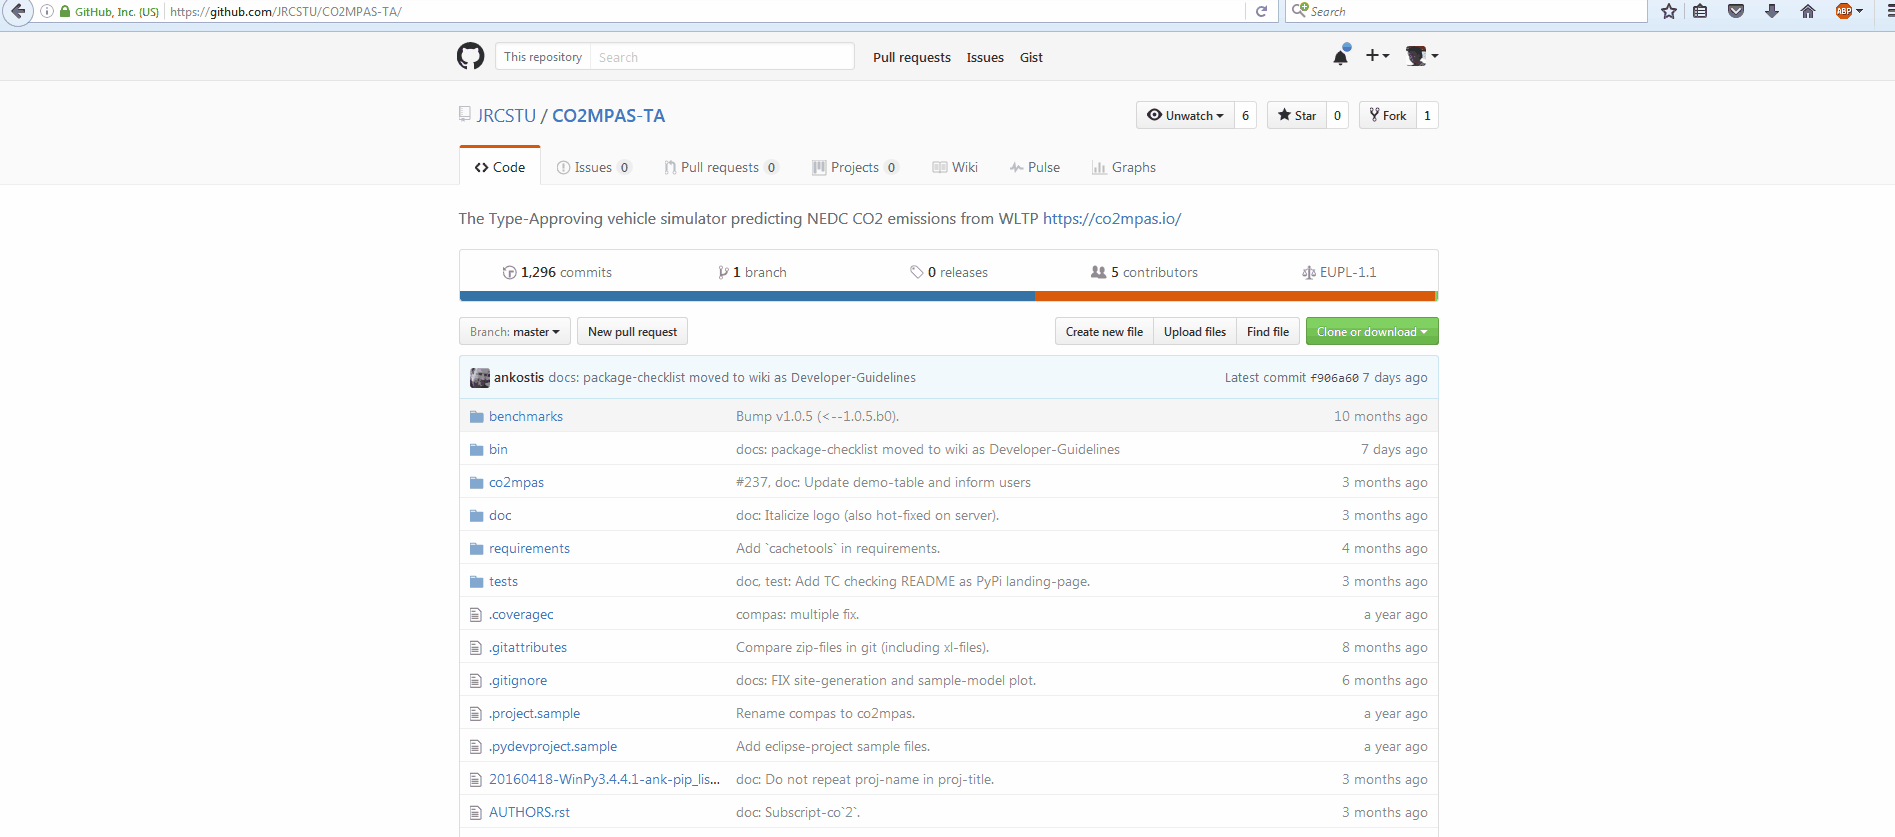 GitHub, Inc. (US) https://github.com/JRCSTU/CO2MPAS-TA/ Search ABP
This repository Search Pull requests Issues Gist
JRCSTU / CO2MPAS-TA Unwatch 6 Star 0 Fork 1
Code Issues 0 Pull requests 0 Projects 0 Wiki Pulse Graphs
The Type-Approving vehicle simulator predicting NEDC CO2 emissions from WLTP https://co2mpas.io/
1,296 commits 1 branch 0 releases 5 contributors EUPL-1.1
Branch: master New pull request Create new file Upload files Find file Clone or download
ankostis docs: package-checklist moved to wiki as Developer-Guidelines Latest commit f906a60 7 days ago
benchmarks Bump v1.0.5 (<--1.0.5.b0). 10 months ago
bin docs: package-checklist moved to wiki as Developer-Guidelines 7 days ago
co2mpas #237, doc: Update demo-table and inform users 3 months ago
doc doc: Italicize logo (also hot-fixed on server). 3 months ago
requirements Add `cachetools` in requirements. 4 months ago
tests doc, test: Add TC checking README as PyPi landing-page. 3 months ago
.coveragec compas: multiple fix. a year ago
.gitattributes Compare zip-files in git (including xl-files). 8 months ago
.gitignore docs: FIX site-generation and sample-model plot. 6 months ago
.project.sample Rename compas to co2mpas. a year ago
.pydevproject.sample Add eclipse-project sample files. a year ago
20160418-WinPy3.4.4.1-ank-pip_lis... doc: Do not repeat proj-name in proj-title. 3 months ago
AUTHORS.rst doc: Subscript-co`2`. 3 months ago